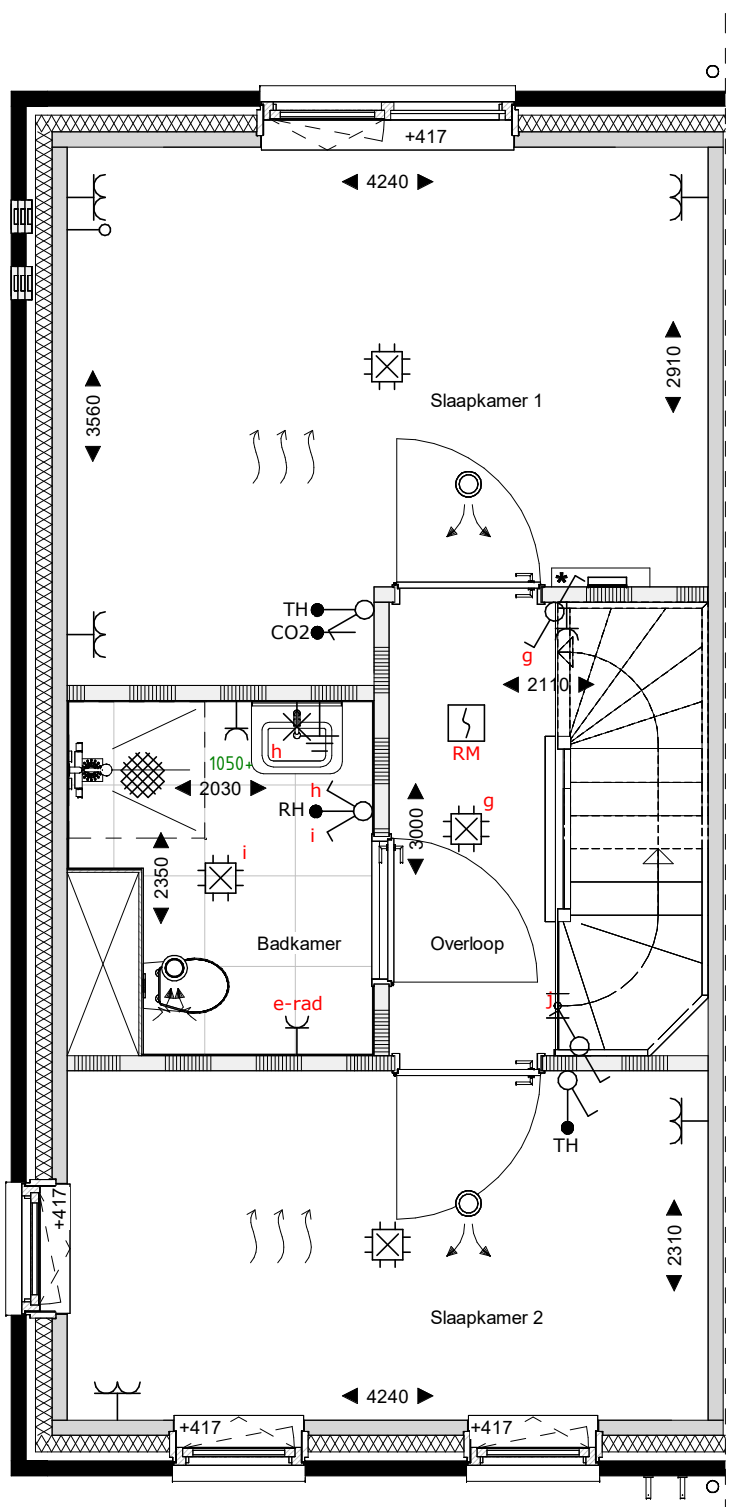 +417
4240
2910
3560
Slaapkamer 1
TH
CO2
*
g
2110
h
RM
1050+
2030
h
RH
i
g
3000
i
2350
Badkamer
Overloop
e-rad
j
TH
+417
2310
Slaapkamer 2
4240
+417
+417